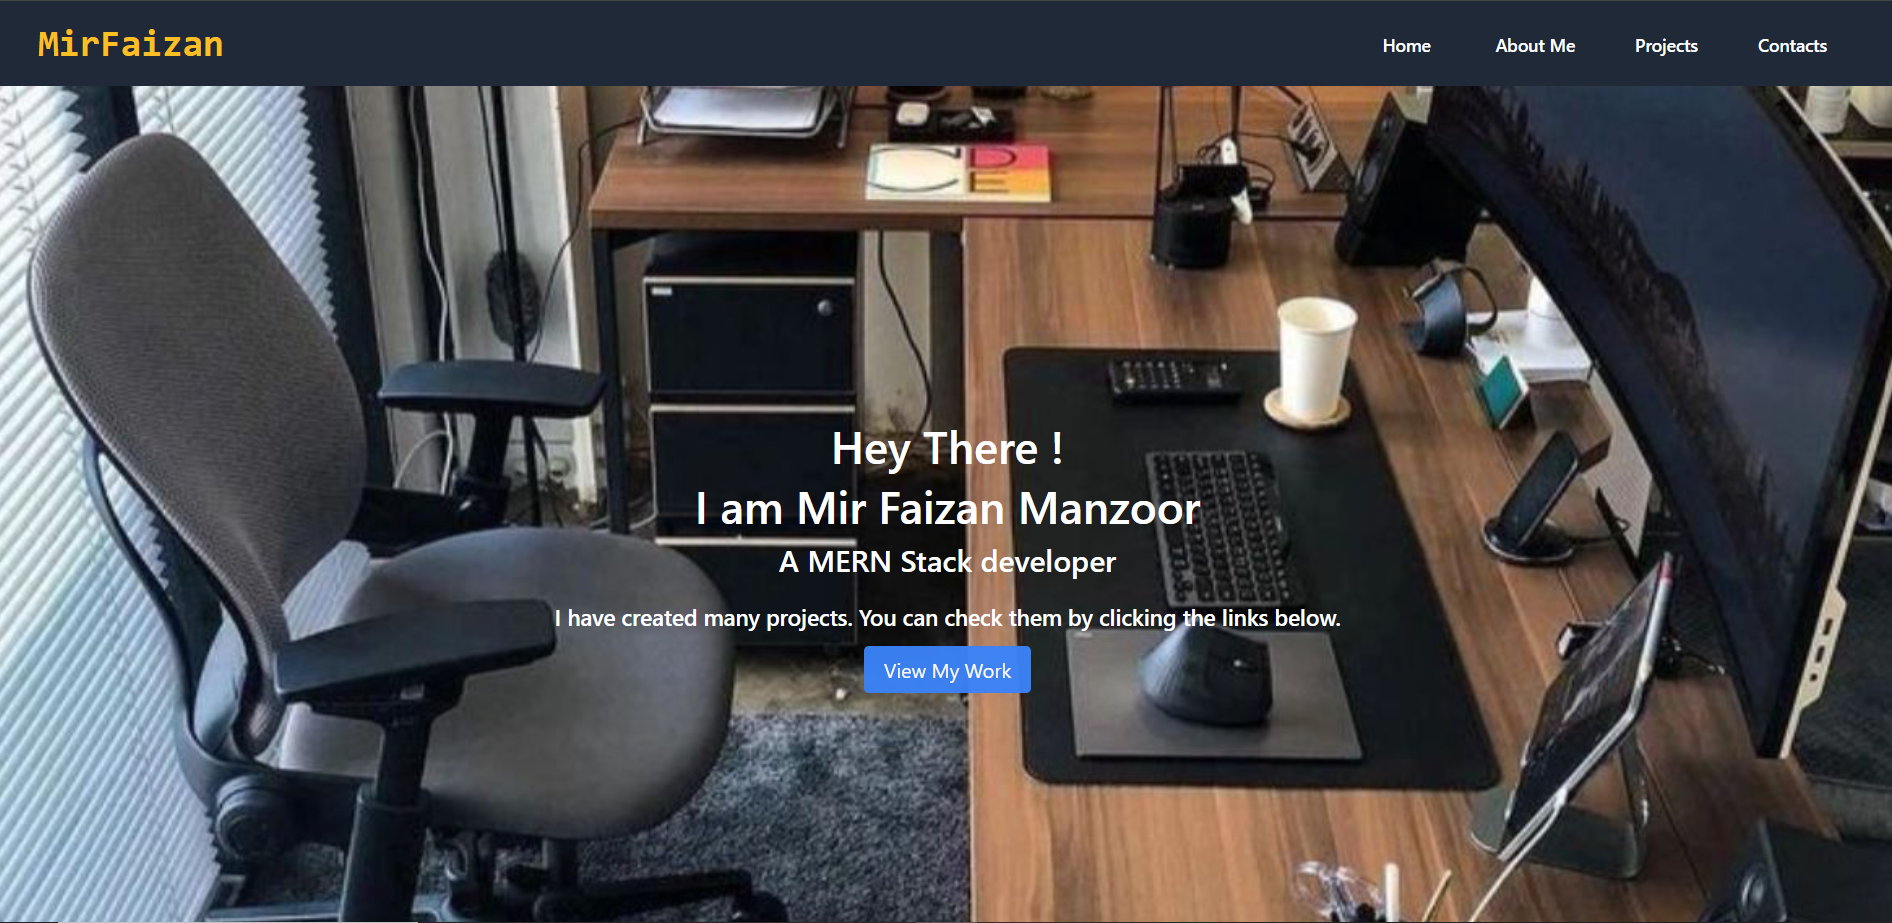 MirFaizan
Home
About Me
Projects
Contacts
CODE
Hey There !
I am Mir Faizan Manzoor
A MERN Stack developer
I have created many projects. You can check them by clicking the links below.
View My Work